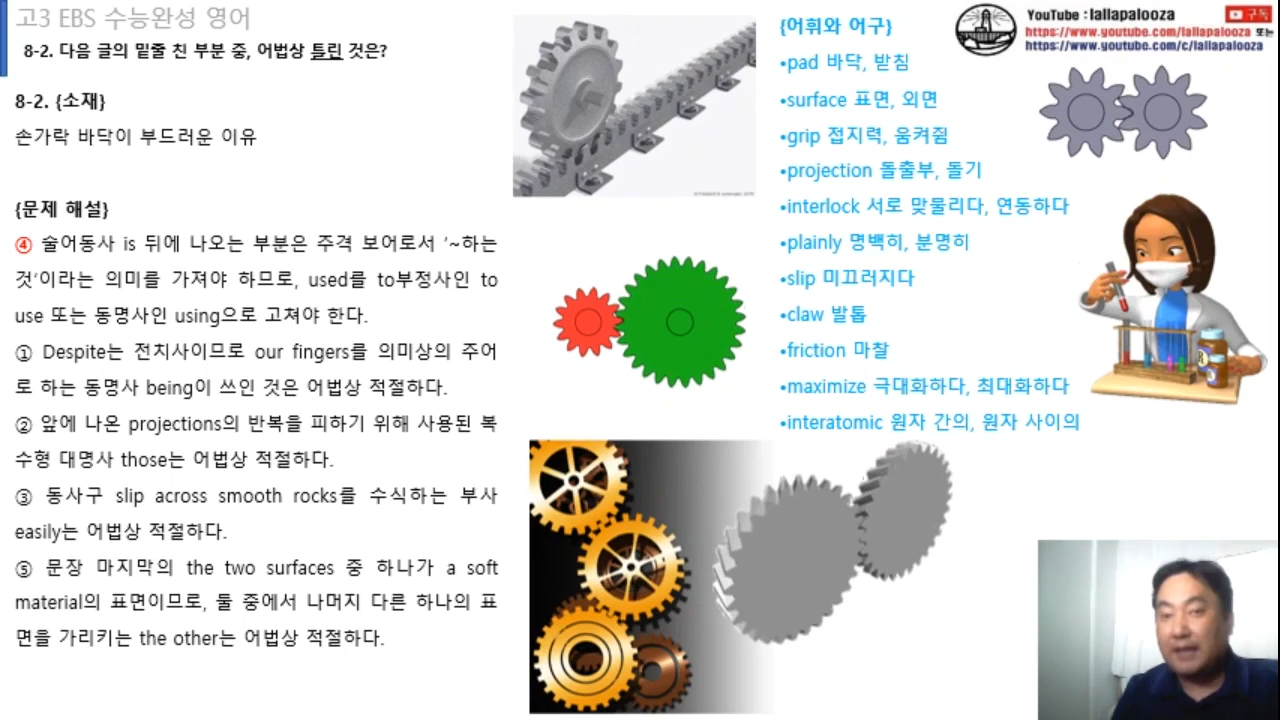 고3 EBS 수능완성 영어
8-2. 다음 글의 밑줄 친 부분 중, 어법상 틀린 것은?
8-2. {소재}
손가락 바닥이 부드러운 이유
{문제 해설}
④ 술어동사 is 뒤에 나오는 부분은 주격 보어로서 '~하는
것'이라는 의미를 가져야 하므로, used를 to부정사인 to
use 또는 동명사인 using으로 고쳐야 한다.
① Despite는 전치사이므로 our fingers를 의미상의 주어
로 하는 동명사 being이 쓰인 것은 어법상 적절하다.
② 앞에 나온 projections의 반복을 피하기 위해 사용된 복
수형 대명사 those는 어법상 적절하다.
③ 동사구 slip across smooth rocks를 수식하는 부사
easily는 어법상 적절하다.
⑤ 문장 마지막의 the two surfaces 중 하나가 a soft
material의 표면이므로, 둘 중에서 나머지 다른 하나의 표
면을 가리키는 the other는 어법상 적절하다.
{어휘와 어구}
•pad 바닥, 받침
•surface 표면, 외면
•grip 접지력, 움켜쥠
•projection 돌출부, 돌기
•interlock 서로 맞물리다, 연동하다
•plainly 명백히, 분명히
•slip 미끄러지다
•claw 발톱
•friction 마찰
•maximize 극대화하다, 최대화하다
•interatomic 원자 간의, 원자 사이의
YouTube : lallapalooza
구독
https://www.youtube.com/lallapalooza 또는
https://www.youtube.com/c/lallapalooza